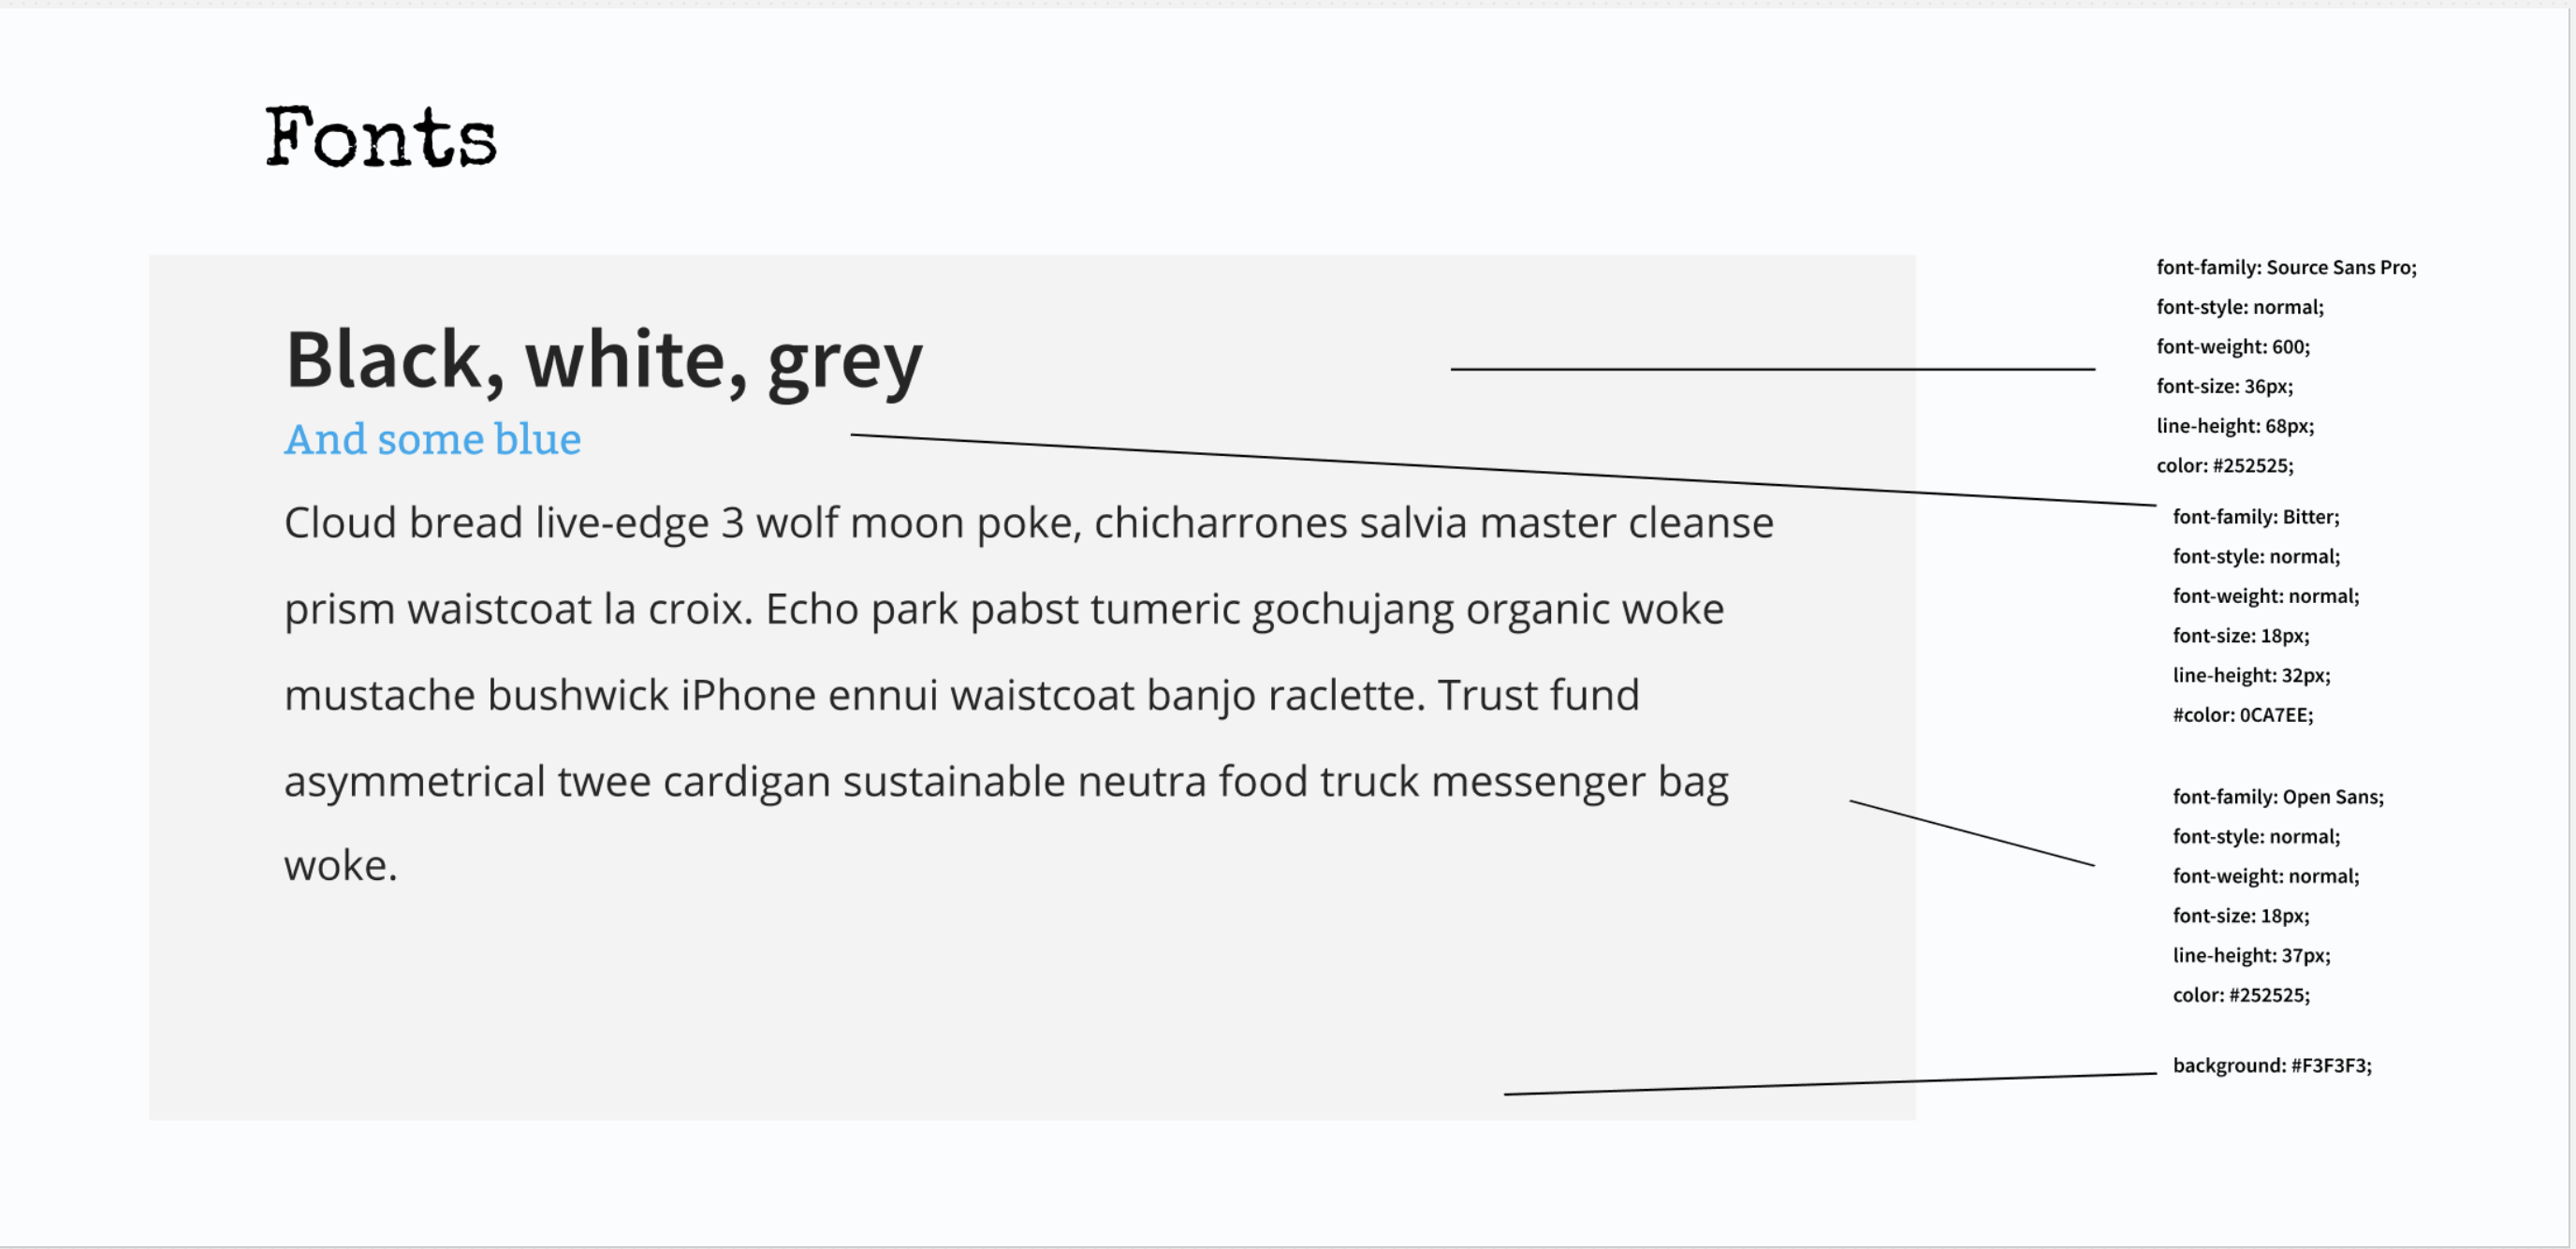 Fonts
Black, white, grey
And some blue
Cloud bread live-edge 3 wolf moon poke, chicharrones salvia master cleanse
prism waistcoat la croix. Echo park pabst tumeric gochujang organic woke
mustache bushwick iPhone ennui waistcoat banjo raclette. Trust fund
asymmetrical twee cardigan sustainable neutra food truck messenger bag
woke.
font-family: Source Sans Pro;
font-style: normal;
font-weight: 600;
font-size: 36px;
line-height: 68px;
color: #252525;
font-family: Bitter;
font-style: normal;
font-weight: normal;
font-size: 18px;
line-height: 32px;
#color: 0CA7EE;
font-family: Open Sans;
font-style: normal;
font-weight: normal;
font-size: 18px;
line-height: 37px;
color: #252525;
background: #F3F3F3;